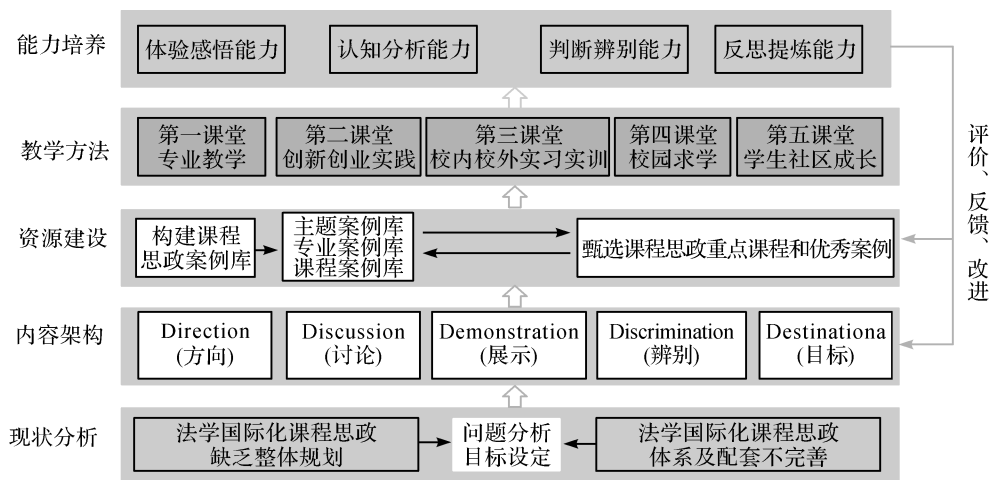 能力培养
体验感悟能力
认知分析能力
判断辨别能力
反思提炼能力
教学方法
第一课堂
专业教学
第二课堂
创新创业实践
第三课堂
校内校外实习实训
第四课堂
校园求学
第五课堂
学生社区成长
资源建设
构建课程
思政案例库
主题案例库
专业案例库
课程案例库
甄选课程思政重点课程和优秀案例
内容架构
Direction
(方向)
Discussion
(讨论)
Demonstration
(展示)
Discrimination
(辨别)
Destinationa
(目标)
现状分析
法学国际化课程思政
缺乏整体规划
问题分析
目标设定
法学国际化课程思政
体系及配套不完善
评价、反馈、改进